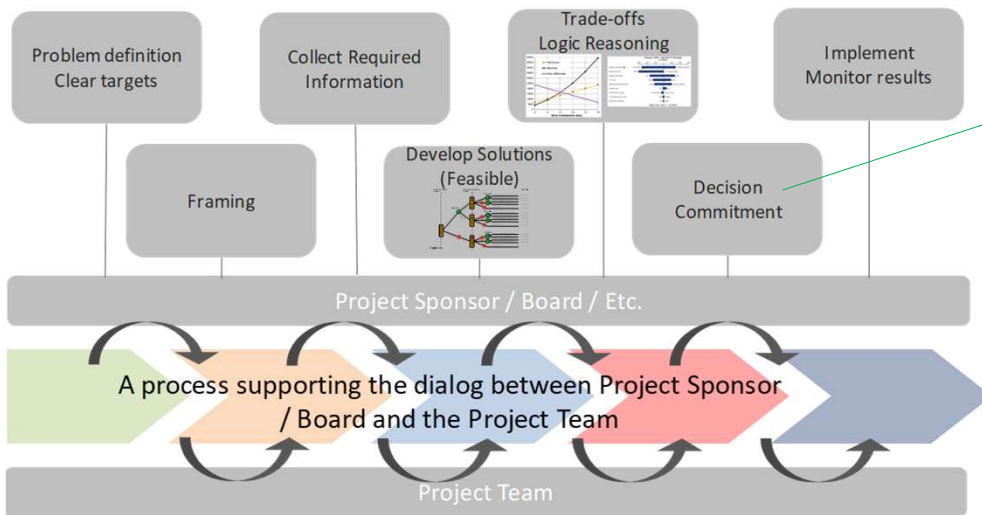 Problem definition
Clear targets
Framing
Collect Required
Information
Develop Solutions
(Feasible)
Trade-offs
Logic Reasoning
Decision
Commitment
Implement
Monitor results
Project Sponsor / Board / Etc.
A process supporting the dialog between Project Sponsor
/ Board and the Project Team
Project Team